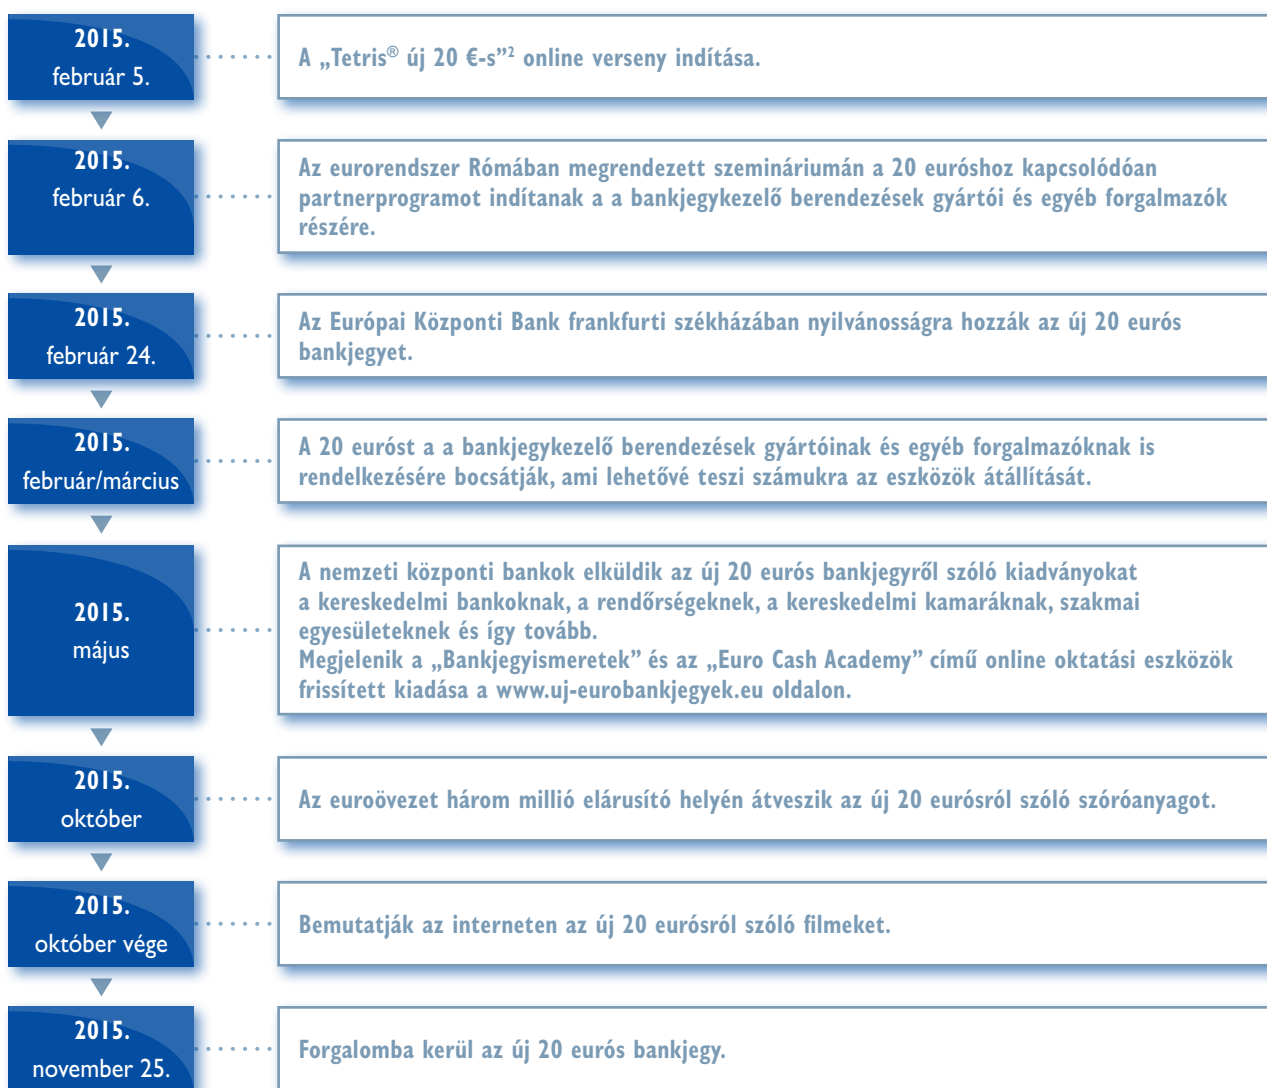 2015.
február 5.
A „Tetris® új 20 €-s”² online verseny indítása.
2015.
február 6.
Az eurorendszer Rómában megrendezett szemináriumán a 20 euróshoz kapcsolódóan
partnerprogramot indítanak a a bankjegykezelő berendezések gyártói és egyéb forgalmazók
részére.
2015.
február 24.
Az Európai Központi Bank frankfurti székházában nyilvánosságra hozzák az új 20 eurós
bankjegyet.
2015.
február/március
A 20 euróst a a bankjegykezelő berendezések gyártóinak és egyéb forgalmazóknak is
rendelkezésére bocsátják, ami lehetővé teszi számukra az eszközök átállítását.
2015.
május
A nemzeti központi bankok elküldik az új 20 eurós bankjegyről szóló kiadványokat
a kereskedelmi bankoknak, a rendőrségeknek, a kereskedelmi kamaráknak, szakmai
egyesületeknek és így tovább.
Megjelenik a „Bankjegyismeretek” és az „Euro Cash Academy” című online oktatási eszközök
frissített kiadása a www.uj-eurobankjegyek.eu oldalon.
2015.
október
Az euroövezet három millió elárusító helyén átveszik az új 20 eurósról szóló szóróanyagot.
2015.
október vége
Bemutatják az interneten az új 20 eurósról szóló filmeket.
2015.
november 25.
Forgalomba kerül az új 20 eurós bankjegy.